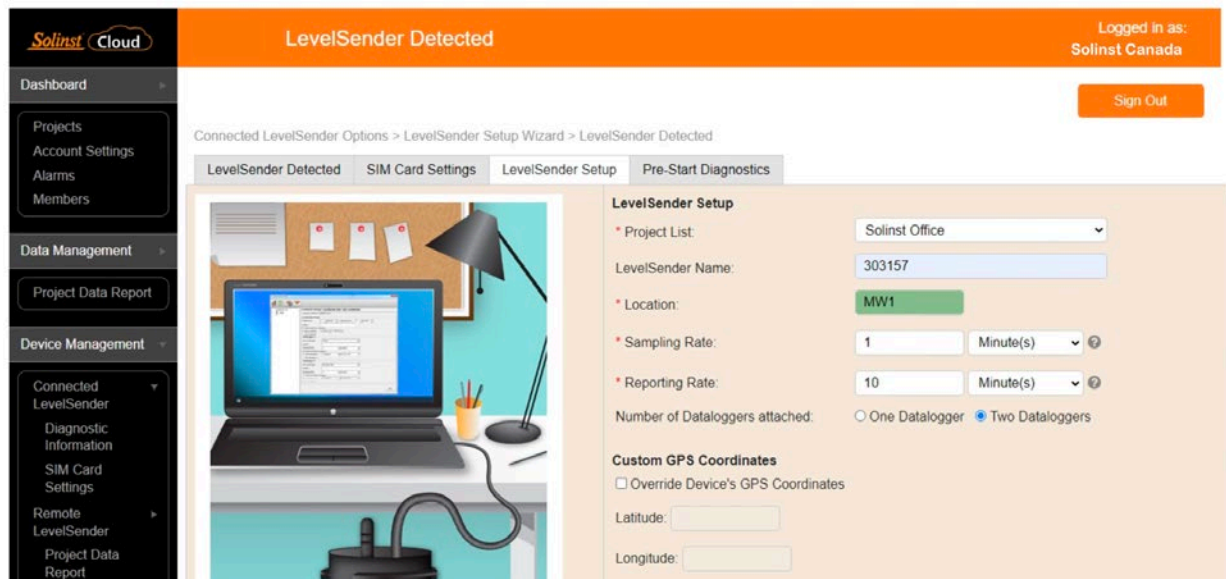 Solinst Cloud
LevelSender Detected
Logged in as:
Solinst Canada
Sign Out
Dashboard
Projects
Account Settings
Alarms
Members
Data Management
Project Data Report
Device Management
Connected
LevelSender
Diagnostic
Information
SIM Card
Settings
Remote
LevelSender
Project Data
Report
Connected LevelSender Options > LevelSender Setup Wizard > LevelSender Detected
LevelSender Detected SIM Card Settings LevelSender Setup Pre-Start Diagnostics
LevelSender Setup
* Project List: Solinst Office
LevelSender Name: 303157
* Location: MW1
* Sampling Rate: 1 Minute(s) ?
* Reporting Rate: 10 Minute(s) ?
Number of Dataloggers attached: One Datalogger Two Dataloggers
Custom GPS Coordinates
Override Device's GPS Coordinates
Latitude:
Longitude: